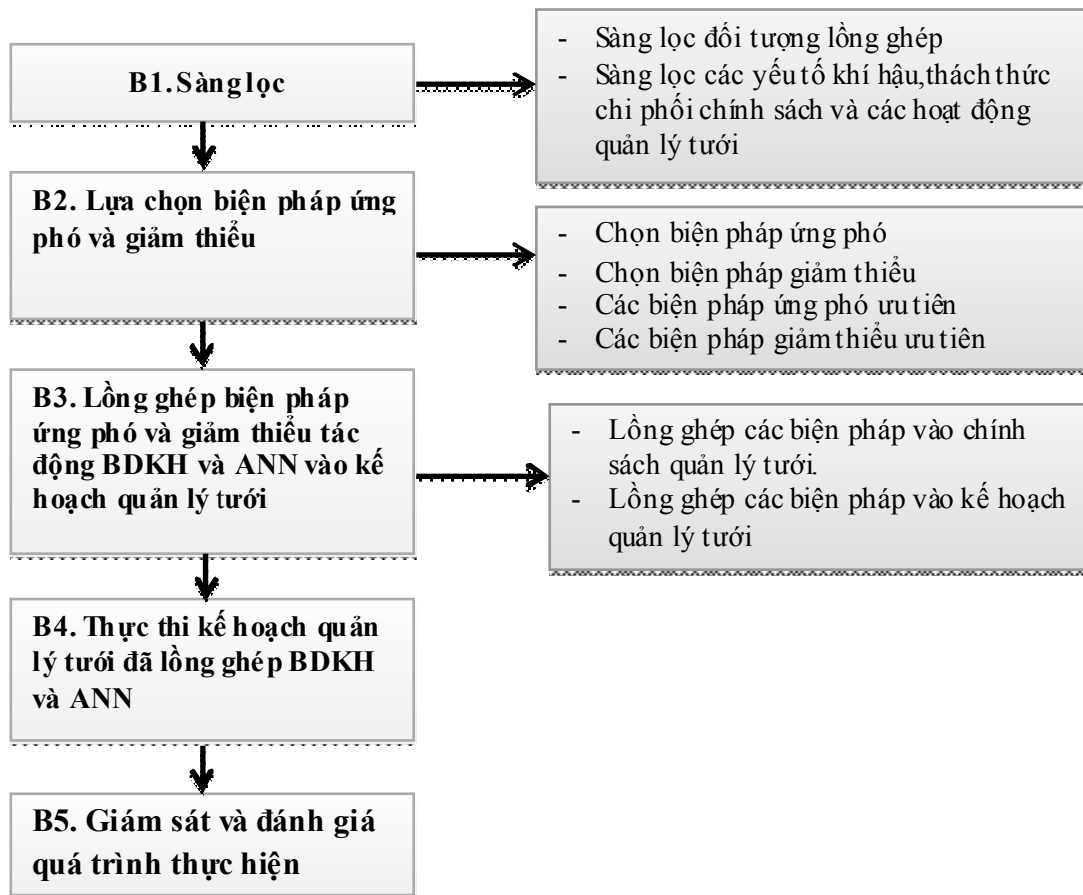 B1. Sàng lọc
- Sàng lọc đối tượng lồng ghép
- Sàng lọc các yếu tố khí hậu,thách thức
chi phối chính sách và các hoạt động
quản lý tưới
B2. Lựa chọn biện pháp ứng
phó và giảm thiểu
- Chọn biện pháp ứng phó
- Chọn biện pháp giảm thiểu
- Các biện pháp ứng phó ưu tiên
- Các biện pháp giảm thiểu ưu tiên
B3. Lồng ghép biện pháp
ứng phó và giảm thiểu tác
động BDKH và ANN vào kế
hoạch quản lý tưới
- Lồng ghép các biện pháp vào chính
sách quản lý tưới.
- Lồng ghép các biện pháp vào kế hoạch
quản lý tưới
B4. Thực thi kế hoạch quản
lý tưới đã lồng ghép BDKH
và ANN
B5. Giám sát và đánh giá
quá trình thực hiện